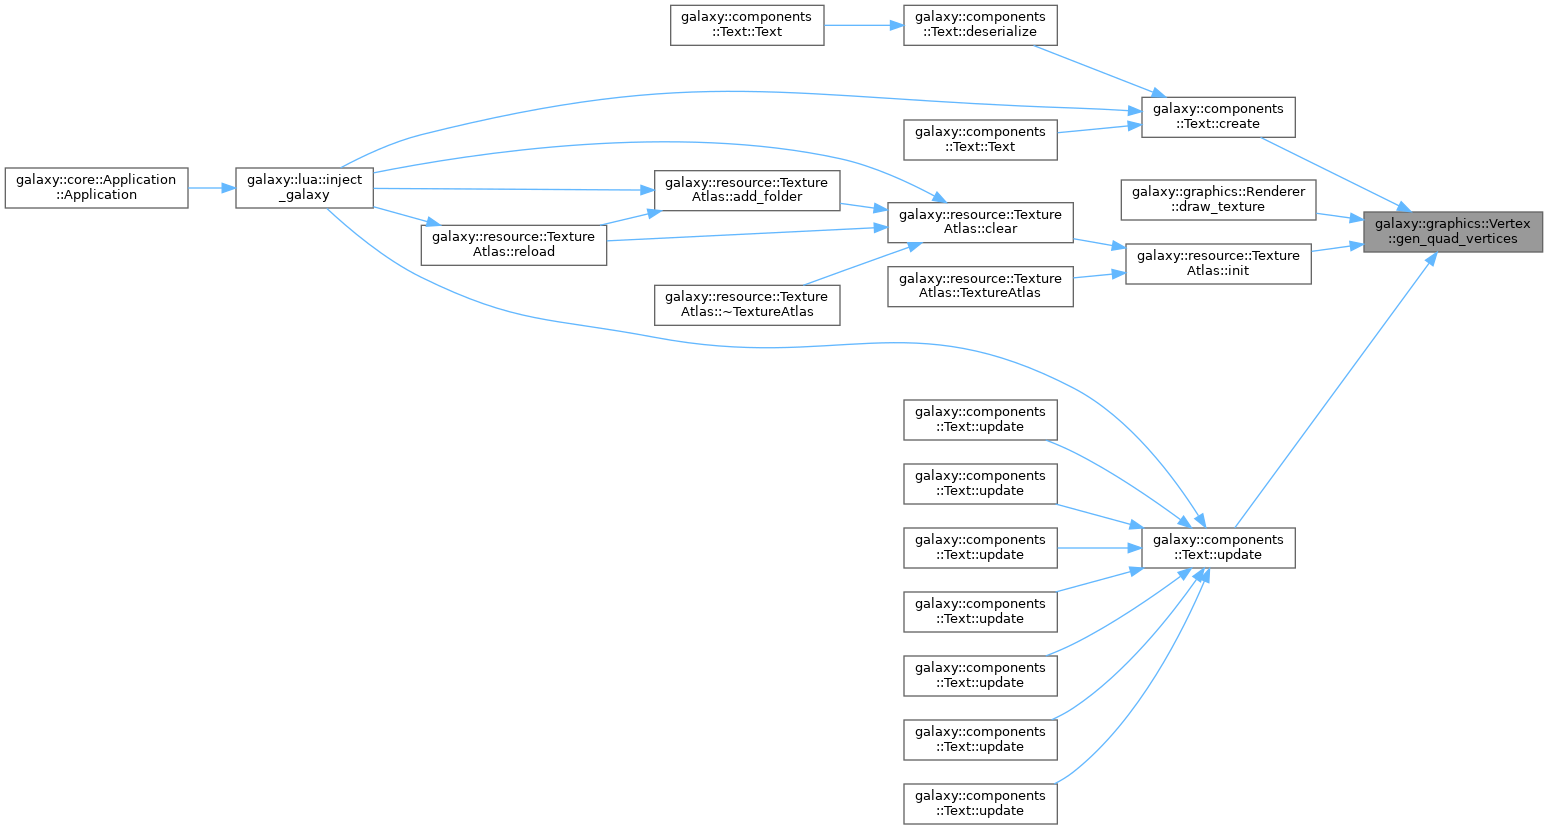 galaxy::components
::Text::Text
galaxy::components
::Text::deserialize
galaxy::components
::Text::create
galaxy::components
::Text::Text
galaxy::core::Application
::Application
galaxy::lua::inject
_galaxy
galaxy::resource::Texture
Atlas::add_folder
galaxy::graphics::Renderer
::draw_texture
galaxy::resource::Texture
Atlas::clear
galaxy::graphics::Vertex
::gen_quad_vertices
galaxy::resource::Texture
Atlas::reload
galaxy::resource::Texture
Atlas::init
galaxy::resource::Texture
Atlas::TextureAtlas
galaxy::resource::Texture
Atlas::~TextureAtlas
galaxy::components
::Text::update
galaxy::components
::Text::update
galaxy::components
::Text::update
galaxy::components
::Text::update
galaxy::components
::Text::update
galaxy::components
::Text::update
galaxy::components
::Text::update
galaxy::components
::Text::update